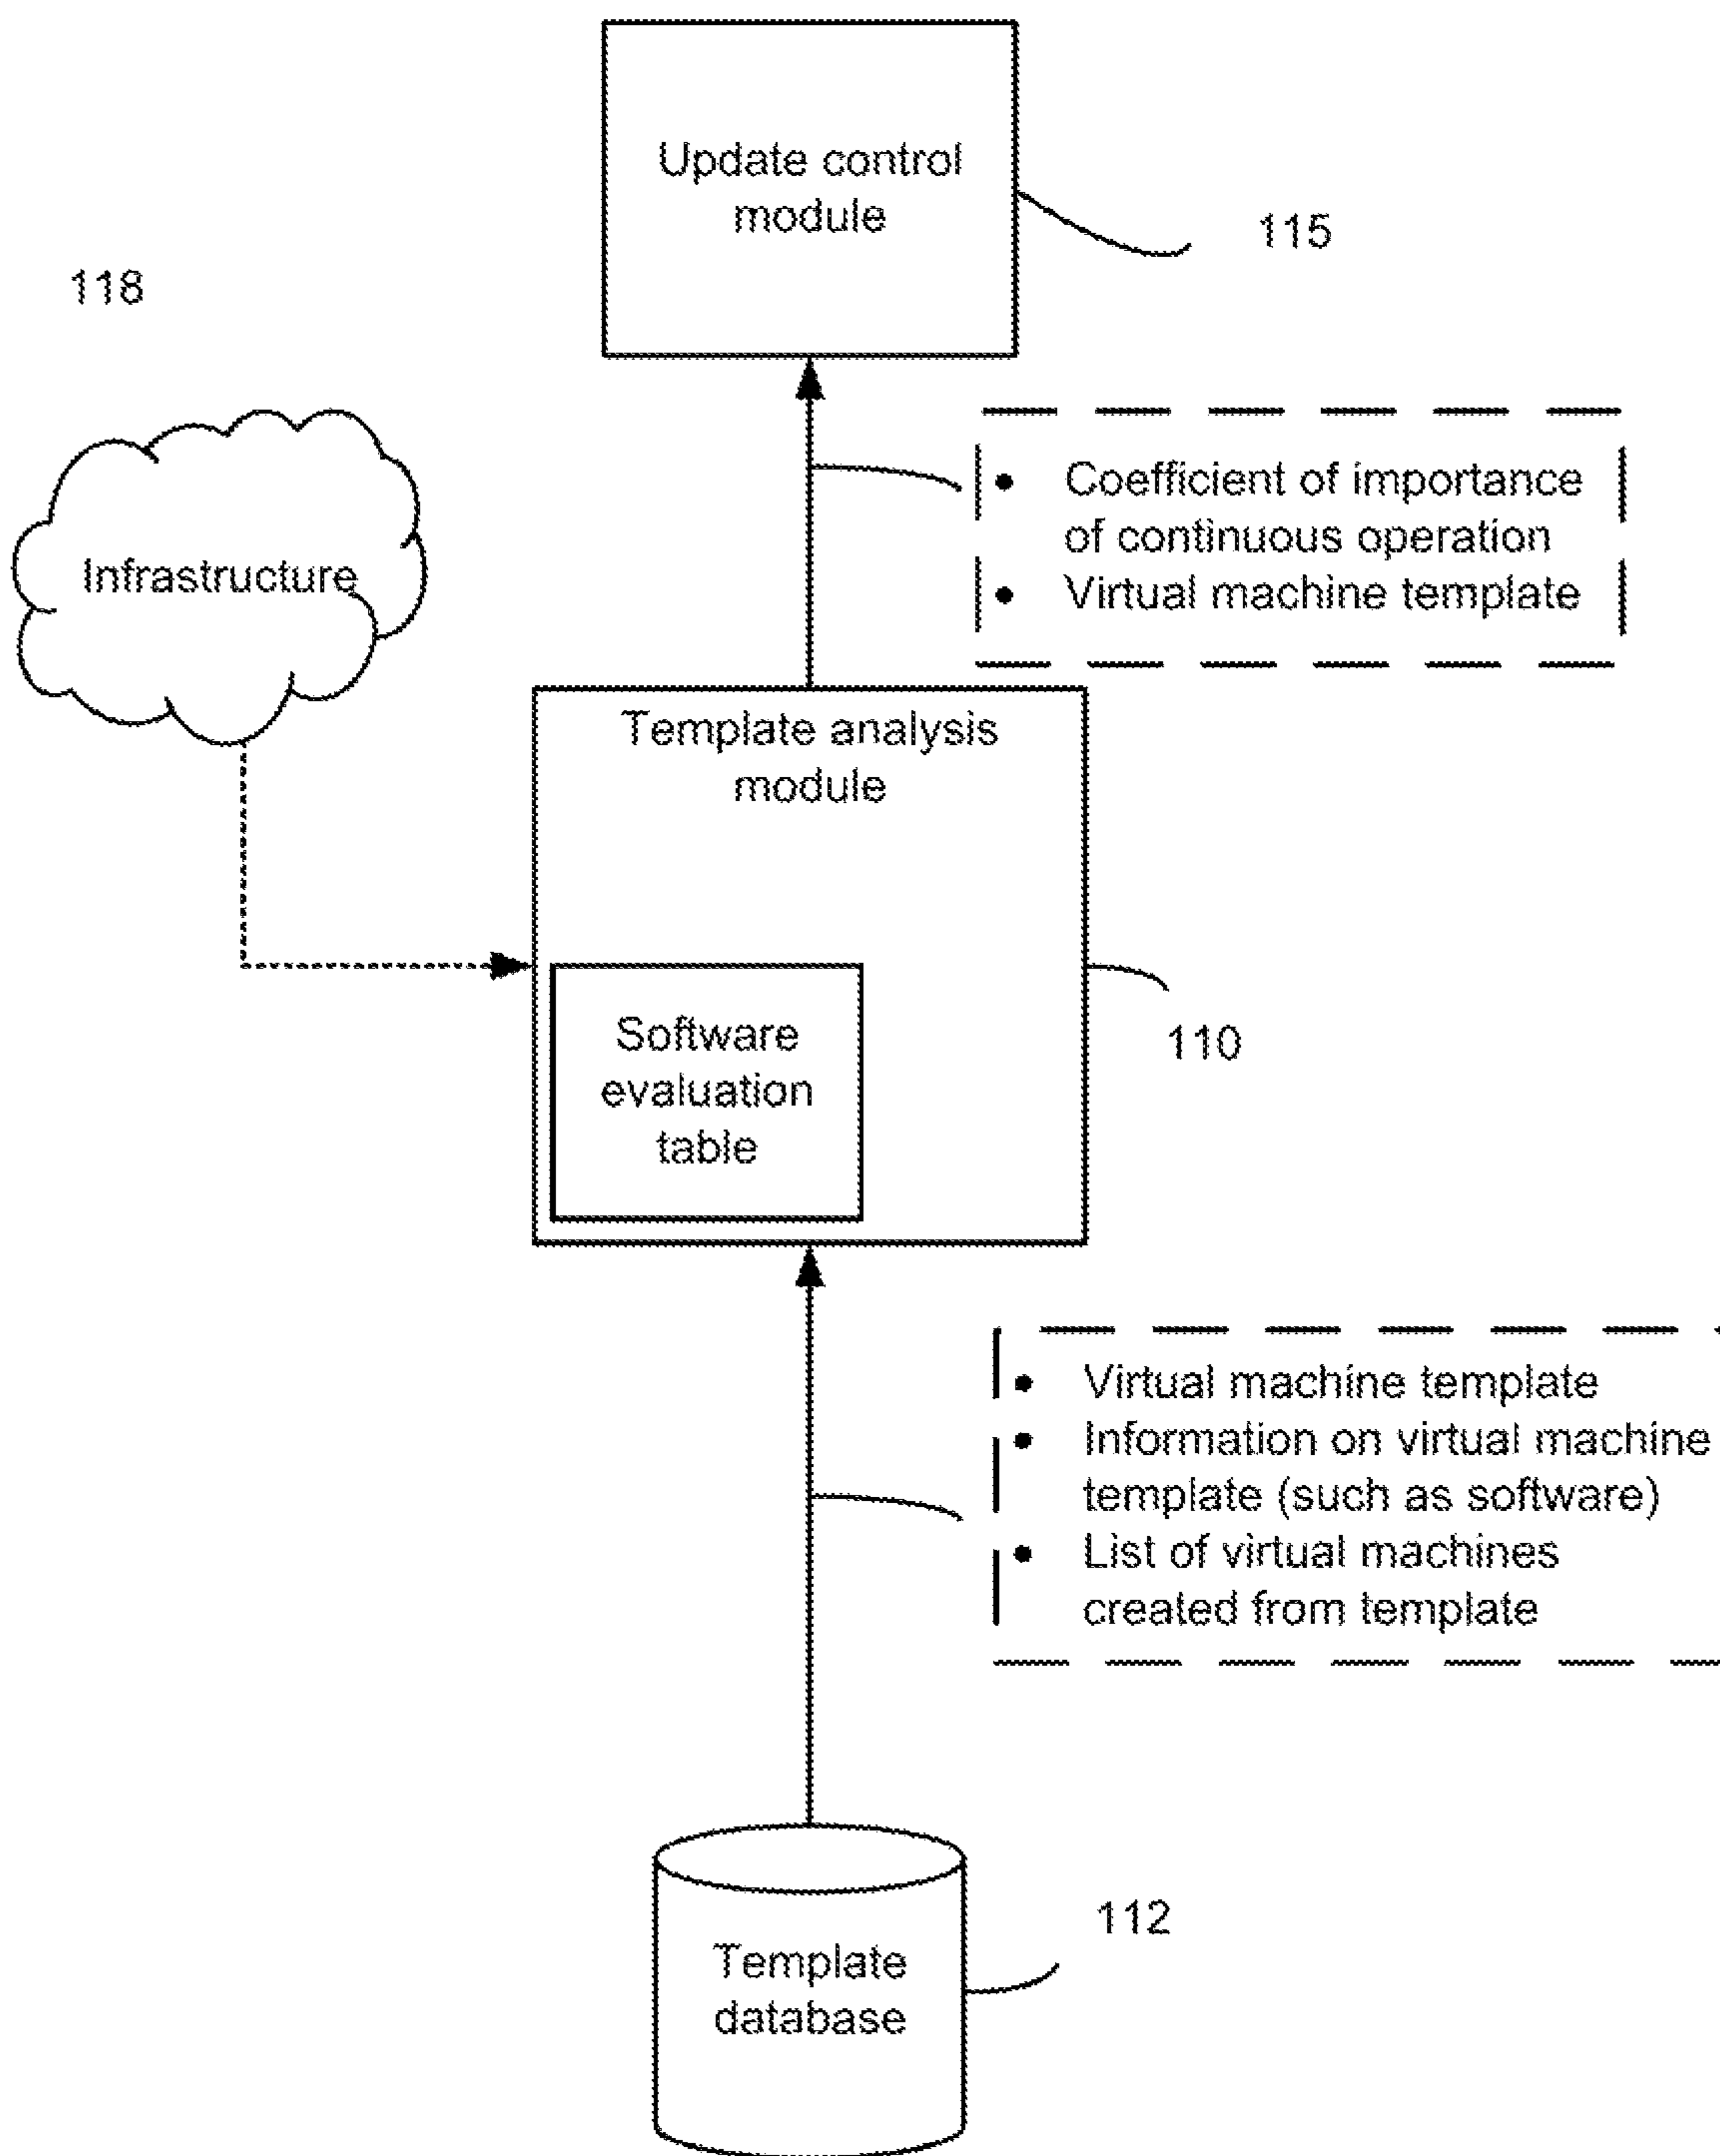 Update control
module
115
118
• Coefficient of importance
of continuous operation
• Virtual machine template
Infrastructure
Template analysis
module
Software
evaluation
table
110
• Virtual machine template
• Information on virtual machine
template (such as software)
• List of virtual machines
created from template
112
Template
database